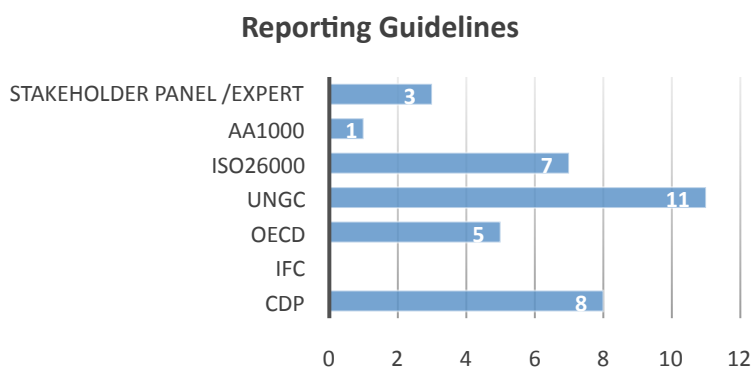 Reporting Guidelines
STAKEHOLDER PANEL /EXPERT
3
AA1000
1
ISO26000
7
UNGC
11
OECD
5
IFC
CDP
8
0 2 4 6 8 10 12